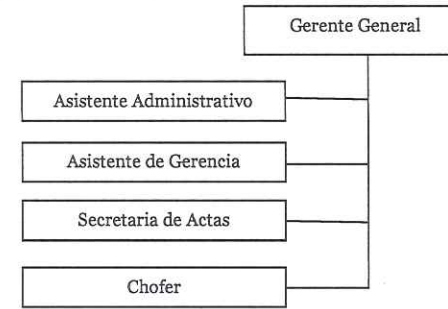 Gerente General
Asistente Administrativo
Asistente de Gerencia
Secretaria de Actas
Chofer